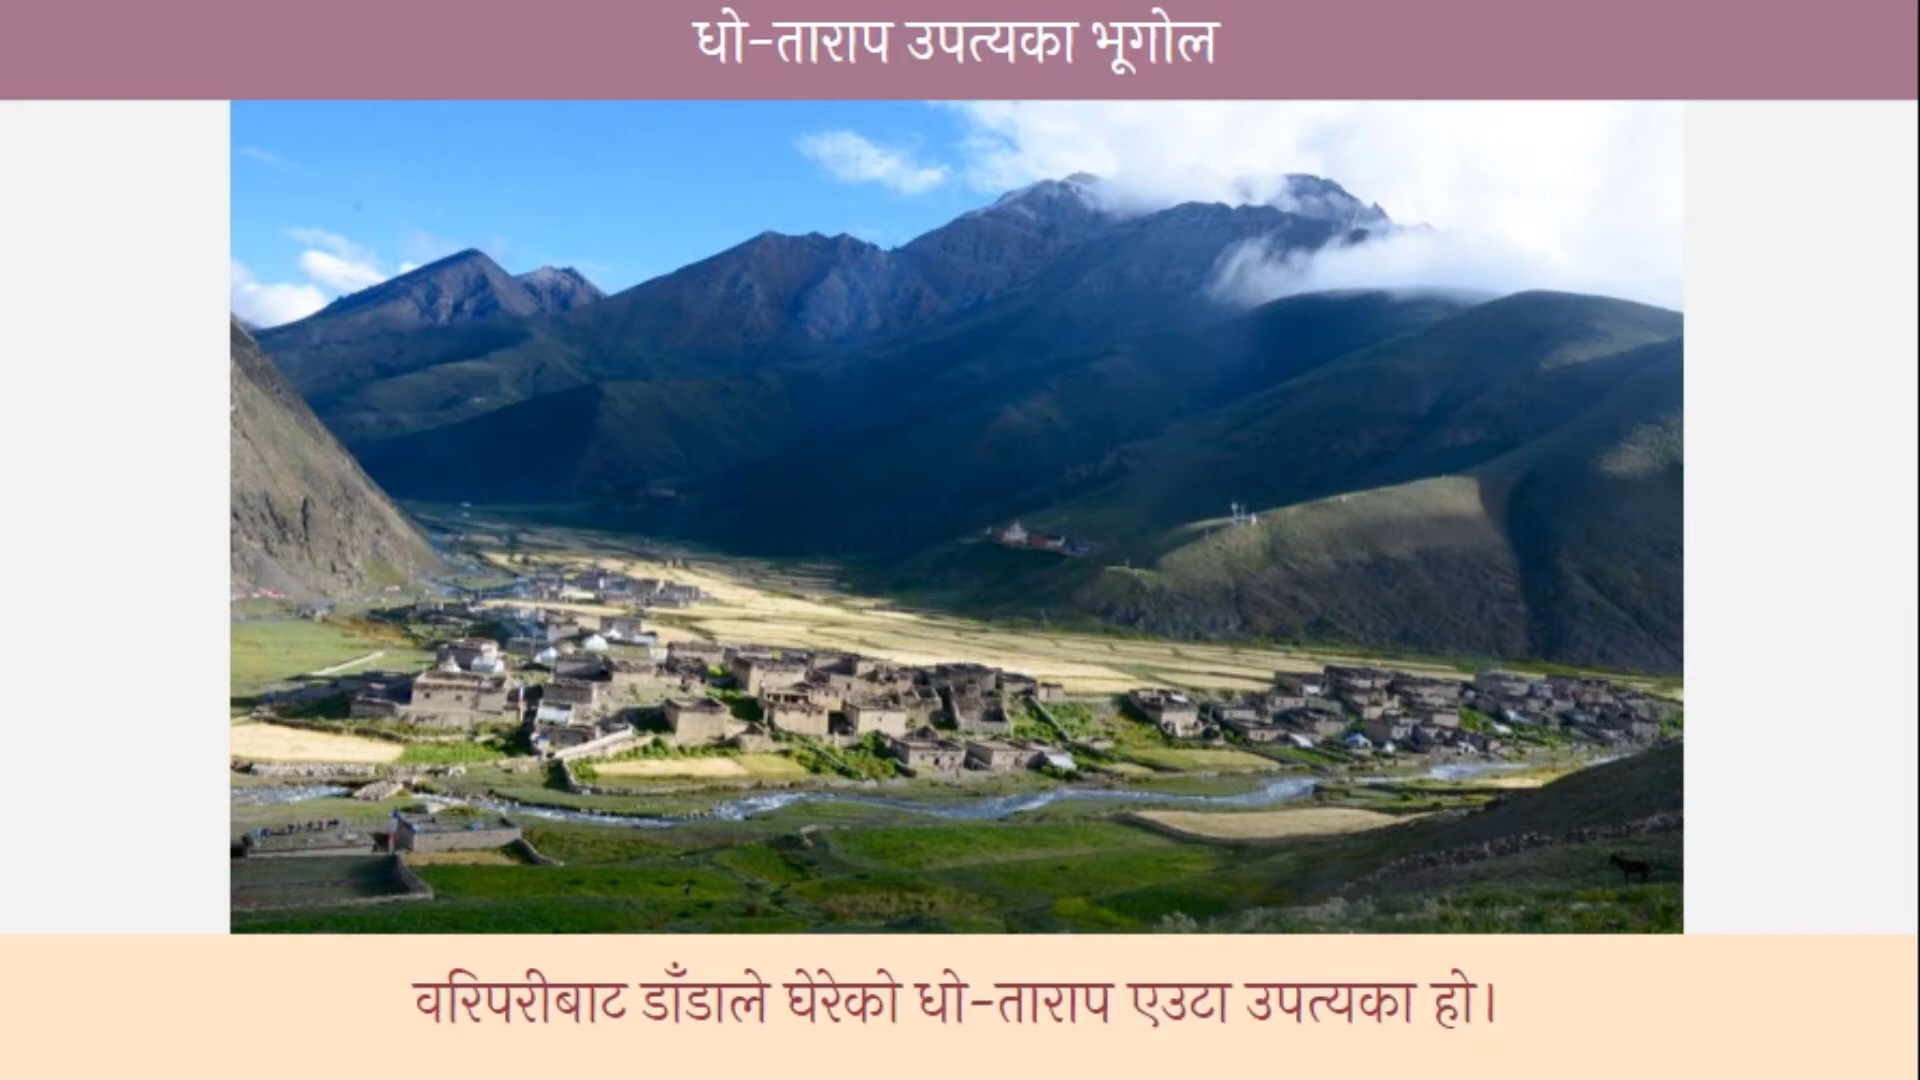 धो-ताराप उपत्यका भूगोल
वरिपरीबाट डाँडाले घेरेको धो-ताराप एउटा उपत्यका हो।